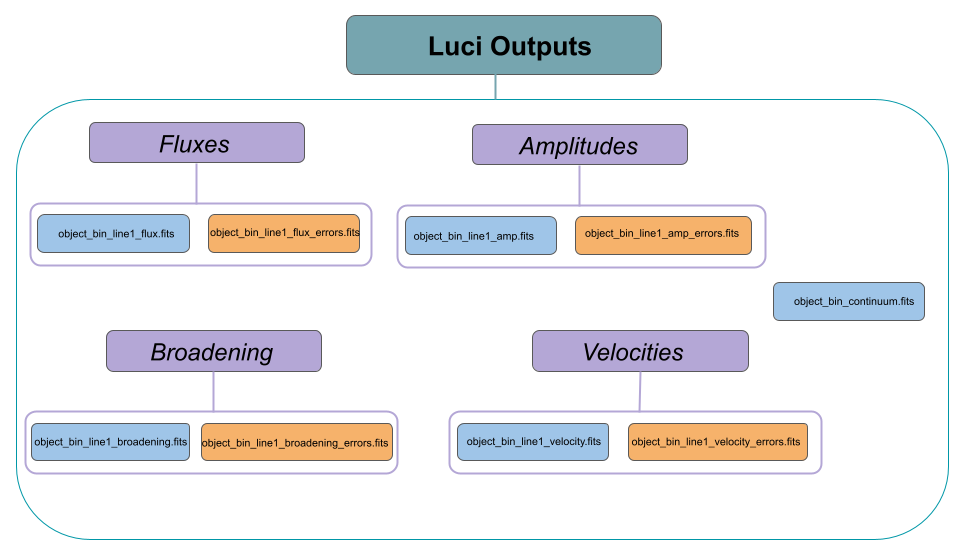 Luci Outputs
Fluxes
Amplitudes
object_bin_line1_flux.fits
object_bin_line1_flux_errors.fits
object_bin_line1_amp.fits
object_bin_line1_amp_errors.fits
object_bin_continuum.fits
Broadening
Velocities
object_bin_line1_broadening.fits
object_bin_line1_broadening_errors.fits
object_bin_line1_velocity.fits
object_bin_line1_velocity_errors.fits